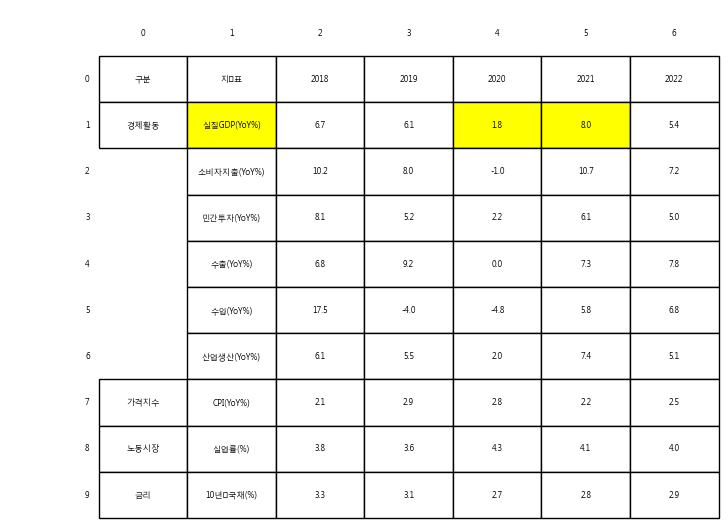 0 1 2 3 4 5 6
0 구분 지□표 2018 2019 2020 2021 2022
1 경제활동 실질GDP(YoY%) 6.7 6.1 1.8 8.0 5.4
2 소비자지출(YoY%) 10.2 8.0 -1.0 10.7 7.2
3 민간투자(YoY%) 8.1 5.2 2.2 6.1 5.0
4 수출(YoY%) 6.8 9.2 0.0 7.3 7.8
5 수입(YoY%) 17.5 -4.0 -4.8 5.8 6.8
6 산업생산(YoY%) 6.1 5.5 2.0 7.4 5.1
7 가격지수 CPI(YoY%) 2.1 2.9 2.8 2.2 2.5
8 노동시장 실업률(%) 3.8 3.6 4.3 4.1 4.0
9 금리 10년□국채(%) 3.3 3.1 2.7 2.8 2.9